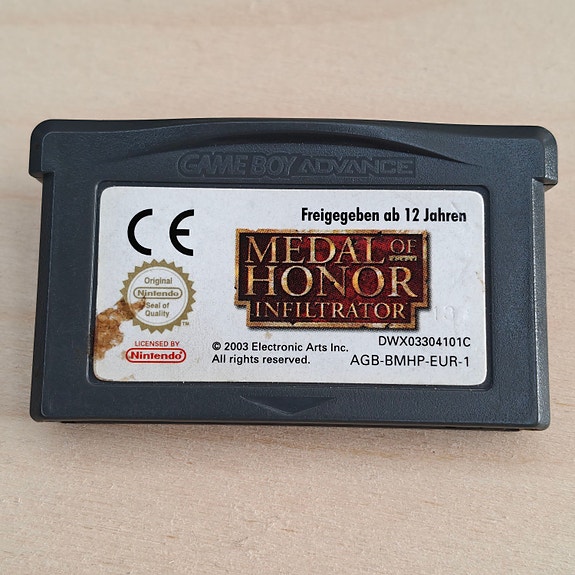 GAME BOY ADVANCE
CE
Freigegeben ab 12 Jahren
MEDAL OF
HONOR
INFILTRATOR
Original
Nintendo
Seal of
Quality
TM
LICENSED BY
Nintendo
© 2003 Electronic Arts Inc.
All rights reserved.
DWX03304101C
AGB-BMHP-EUR-1